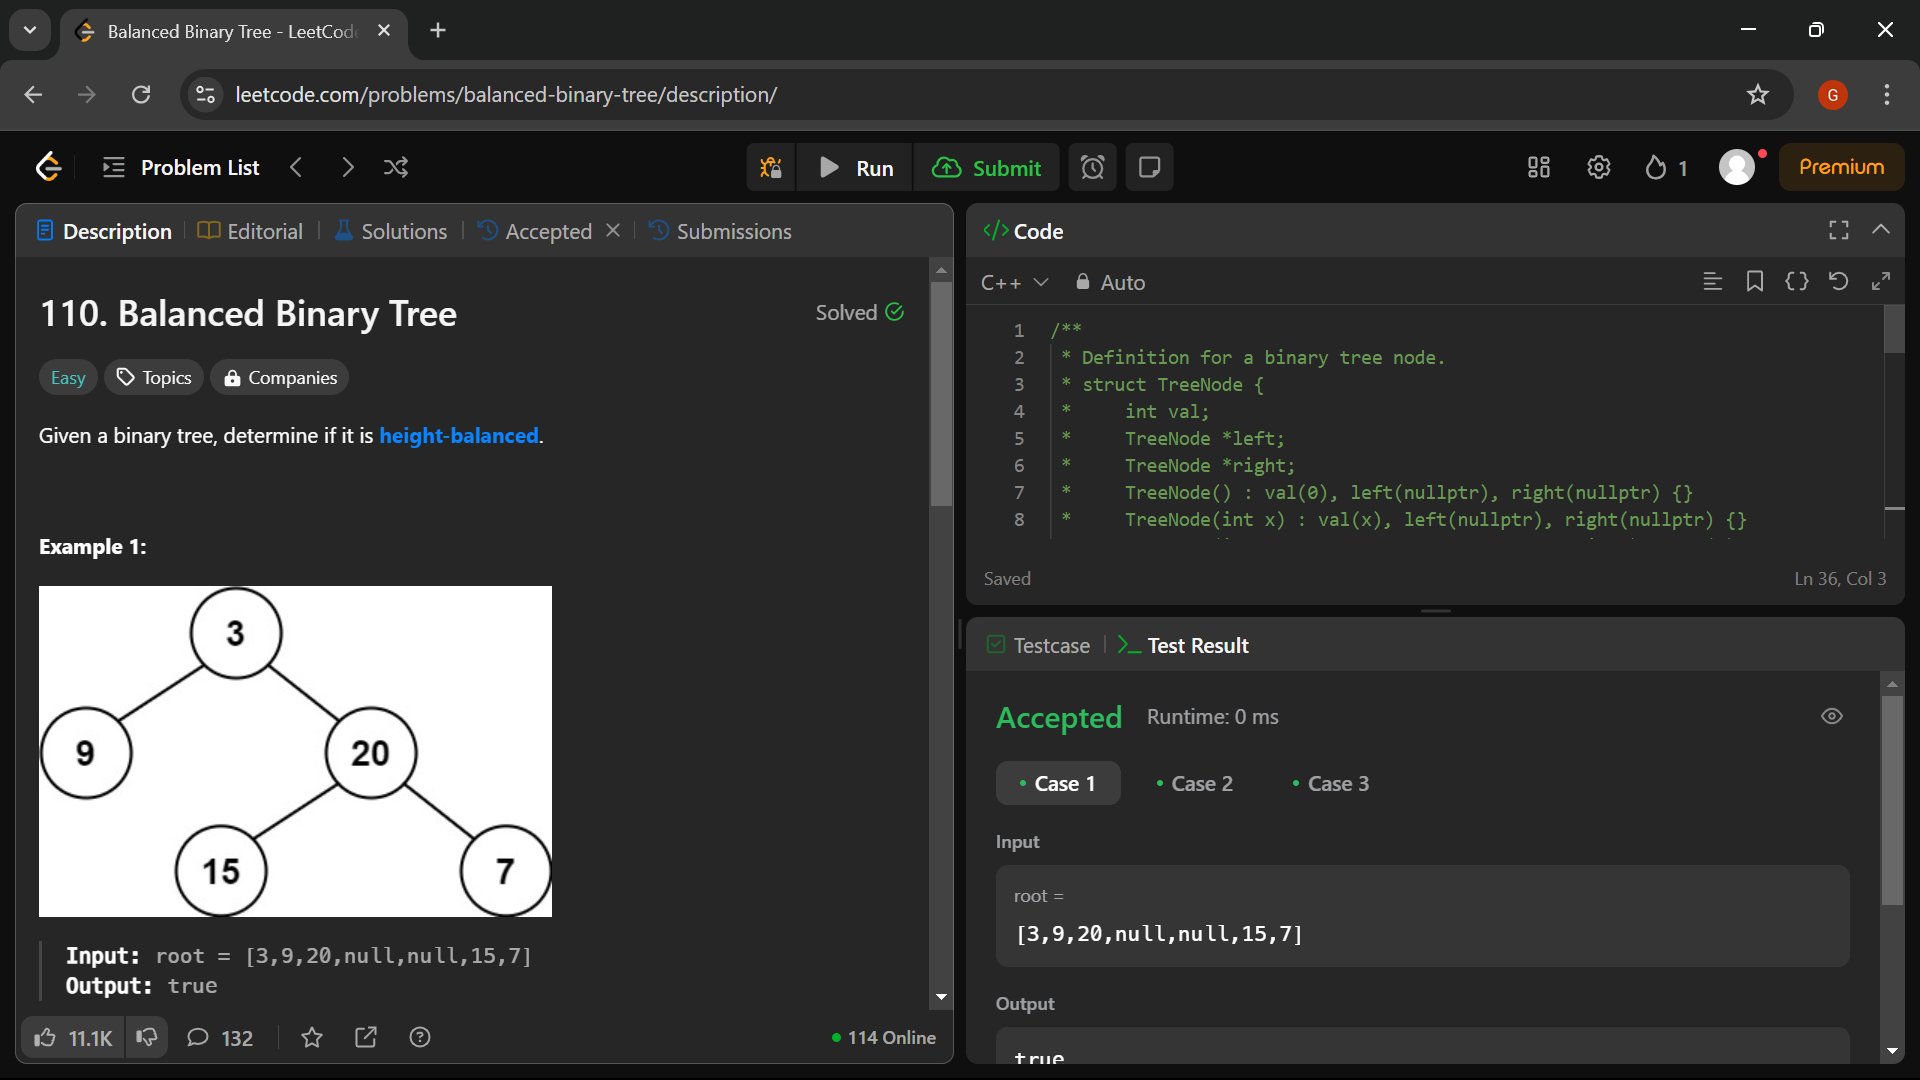 Balanced Binary Tree - LeetCode
leetcode.com/problems/balanced-binary-tree/description/
G
Problem List
Run
Submit
1
Premium
Description
Editorial
Solutions
Accepted
Submissions
110. Balanced Binary Tree
Solved
Easy
Topics
Companies
Given a binary tree, determine if it is height-balanced.
Example 1:
3
9
20
15
7
Input: root = [3,9,20,null,null,15,7]
Output: true
11.1K
132
114 Online
</> Code
C++
Auto
1 /**
2 * Definition for a binary tree node.
3 * struct TreeNode {
4 * int val;
5 * TreeNode *left;
6 * TreeNode *right;
7 * TreeNode() : val(0), left(nullptr), right(nullptr) {}
8 * TreeNode(int x) : val(x), left(nullptr), right(nullptr) {}
Saved
Ln 36, Col 3
Testcase
Test Result
Accepted
Runtime: 0 ms
Case 1
Case 2
Case 3
Input
root =
[3,9,20,null,null,15,7]
Output
true